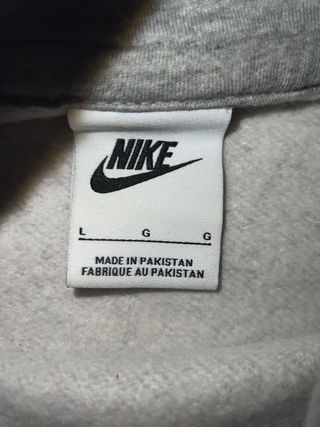 NIKE
L G G
MADE IN PAKISTAN
FABRIQUE AU PAKISTAN